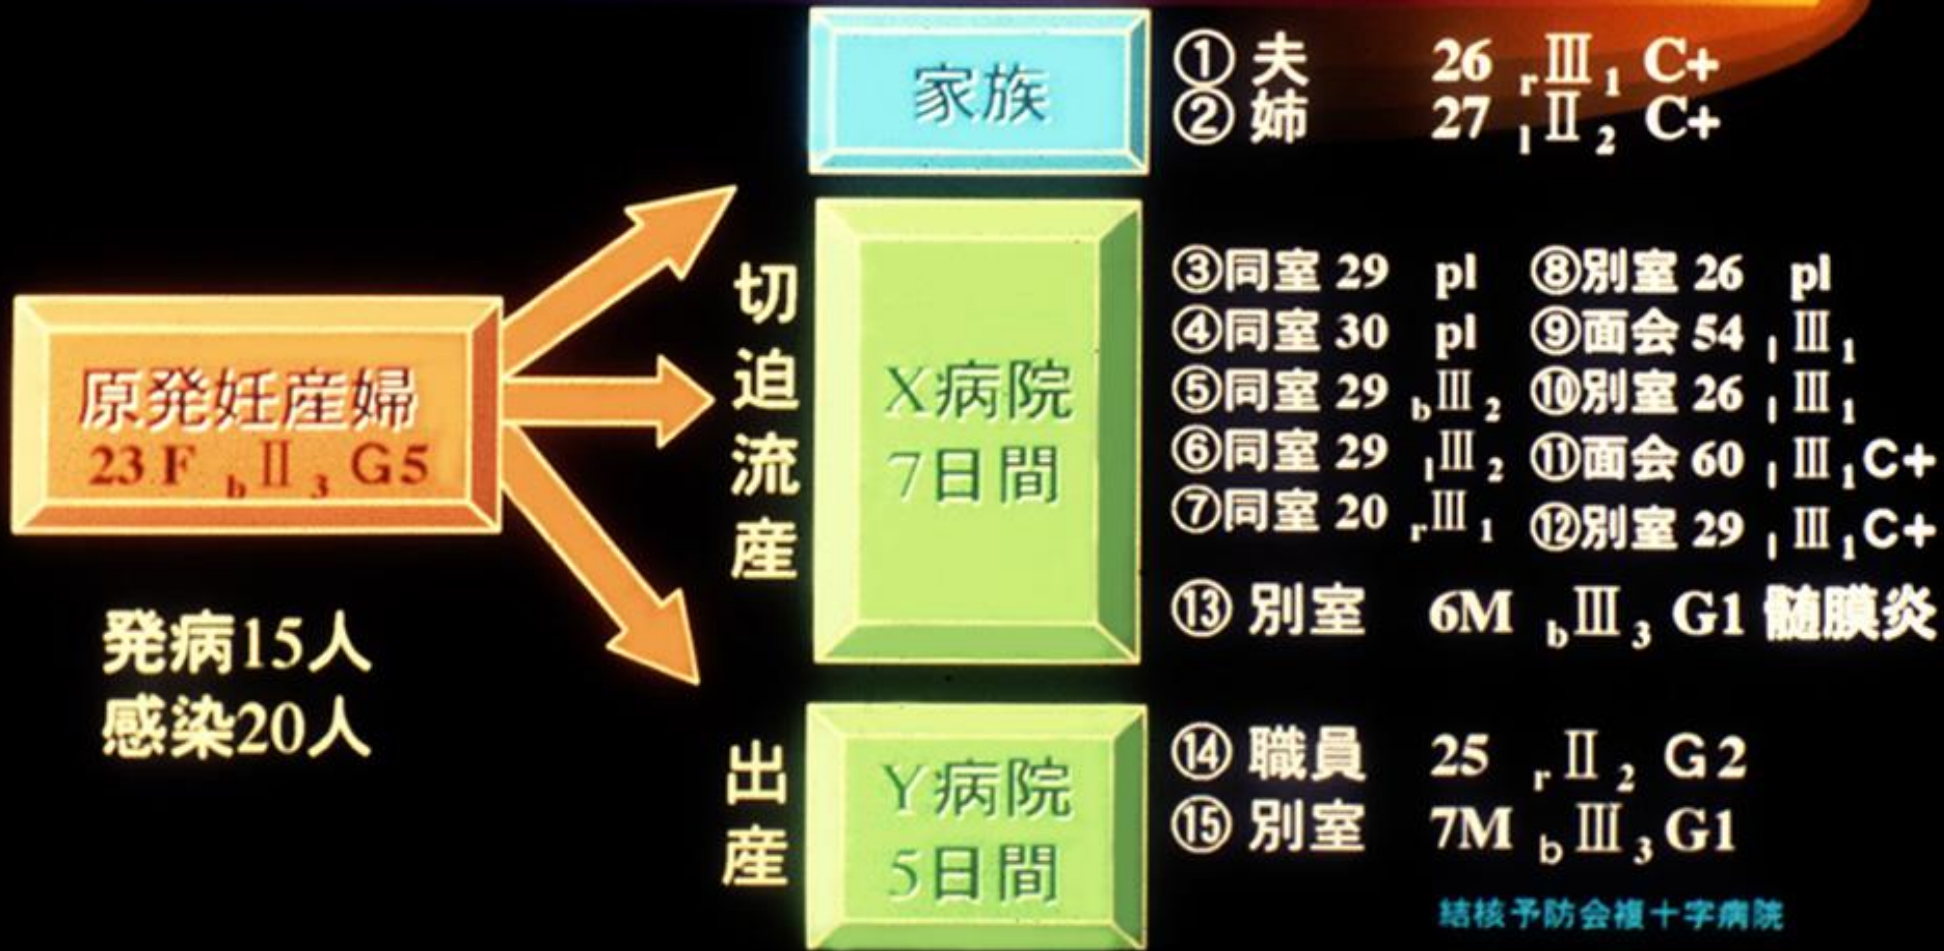 家族
① 夫 26 rⅢ1 C+
② 姉 27 lⅡ2 C+
原発妊産婦
23 F bⅡ3 G5
発病15人
感染20人
切迫流産
X病院
7日間
③同室 29 pl
④同室 30 pl
⑤同室 29 bⅢ2
⑥同室 29 lⅢ2
⑦同室 20 rⅢ1
⑧別室 26 pl
⑨面会 54 lⅢ1
⑩別室 26 lⅢ1
⑪面会 60 lⅢ1C+
⑫別室 29 lⅢ1C+
⑬ 別室 6M bⅢ3 G1 髄膜炎
出産
Y病院
5日間
⑭ 職員 25 rⅡ2 G2
⑮ 別室 7M bⅢ3 G1
結核予防会複十字病院